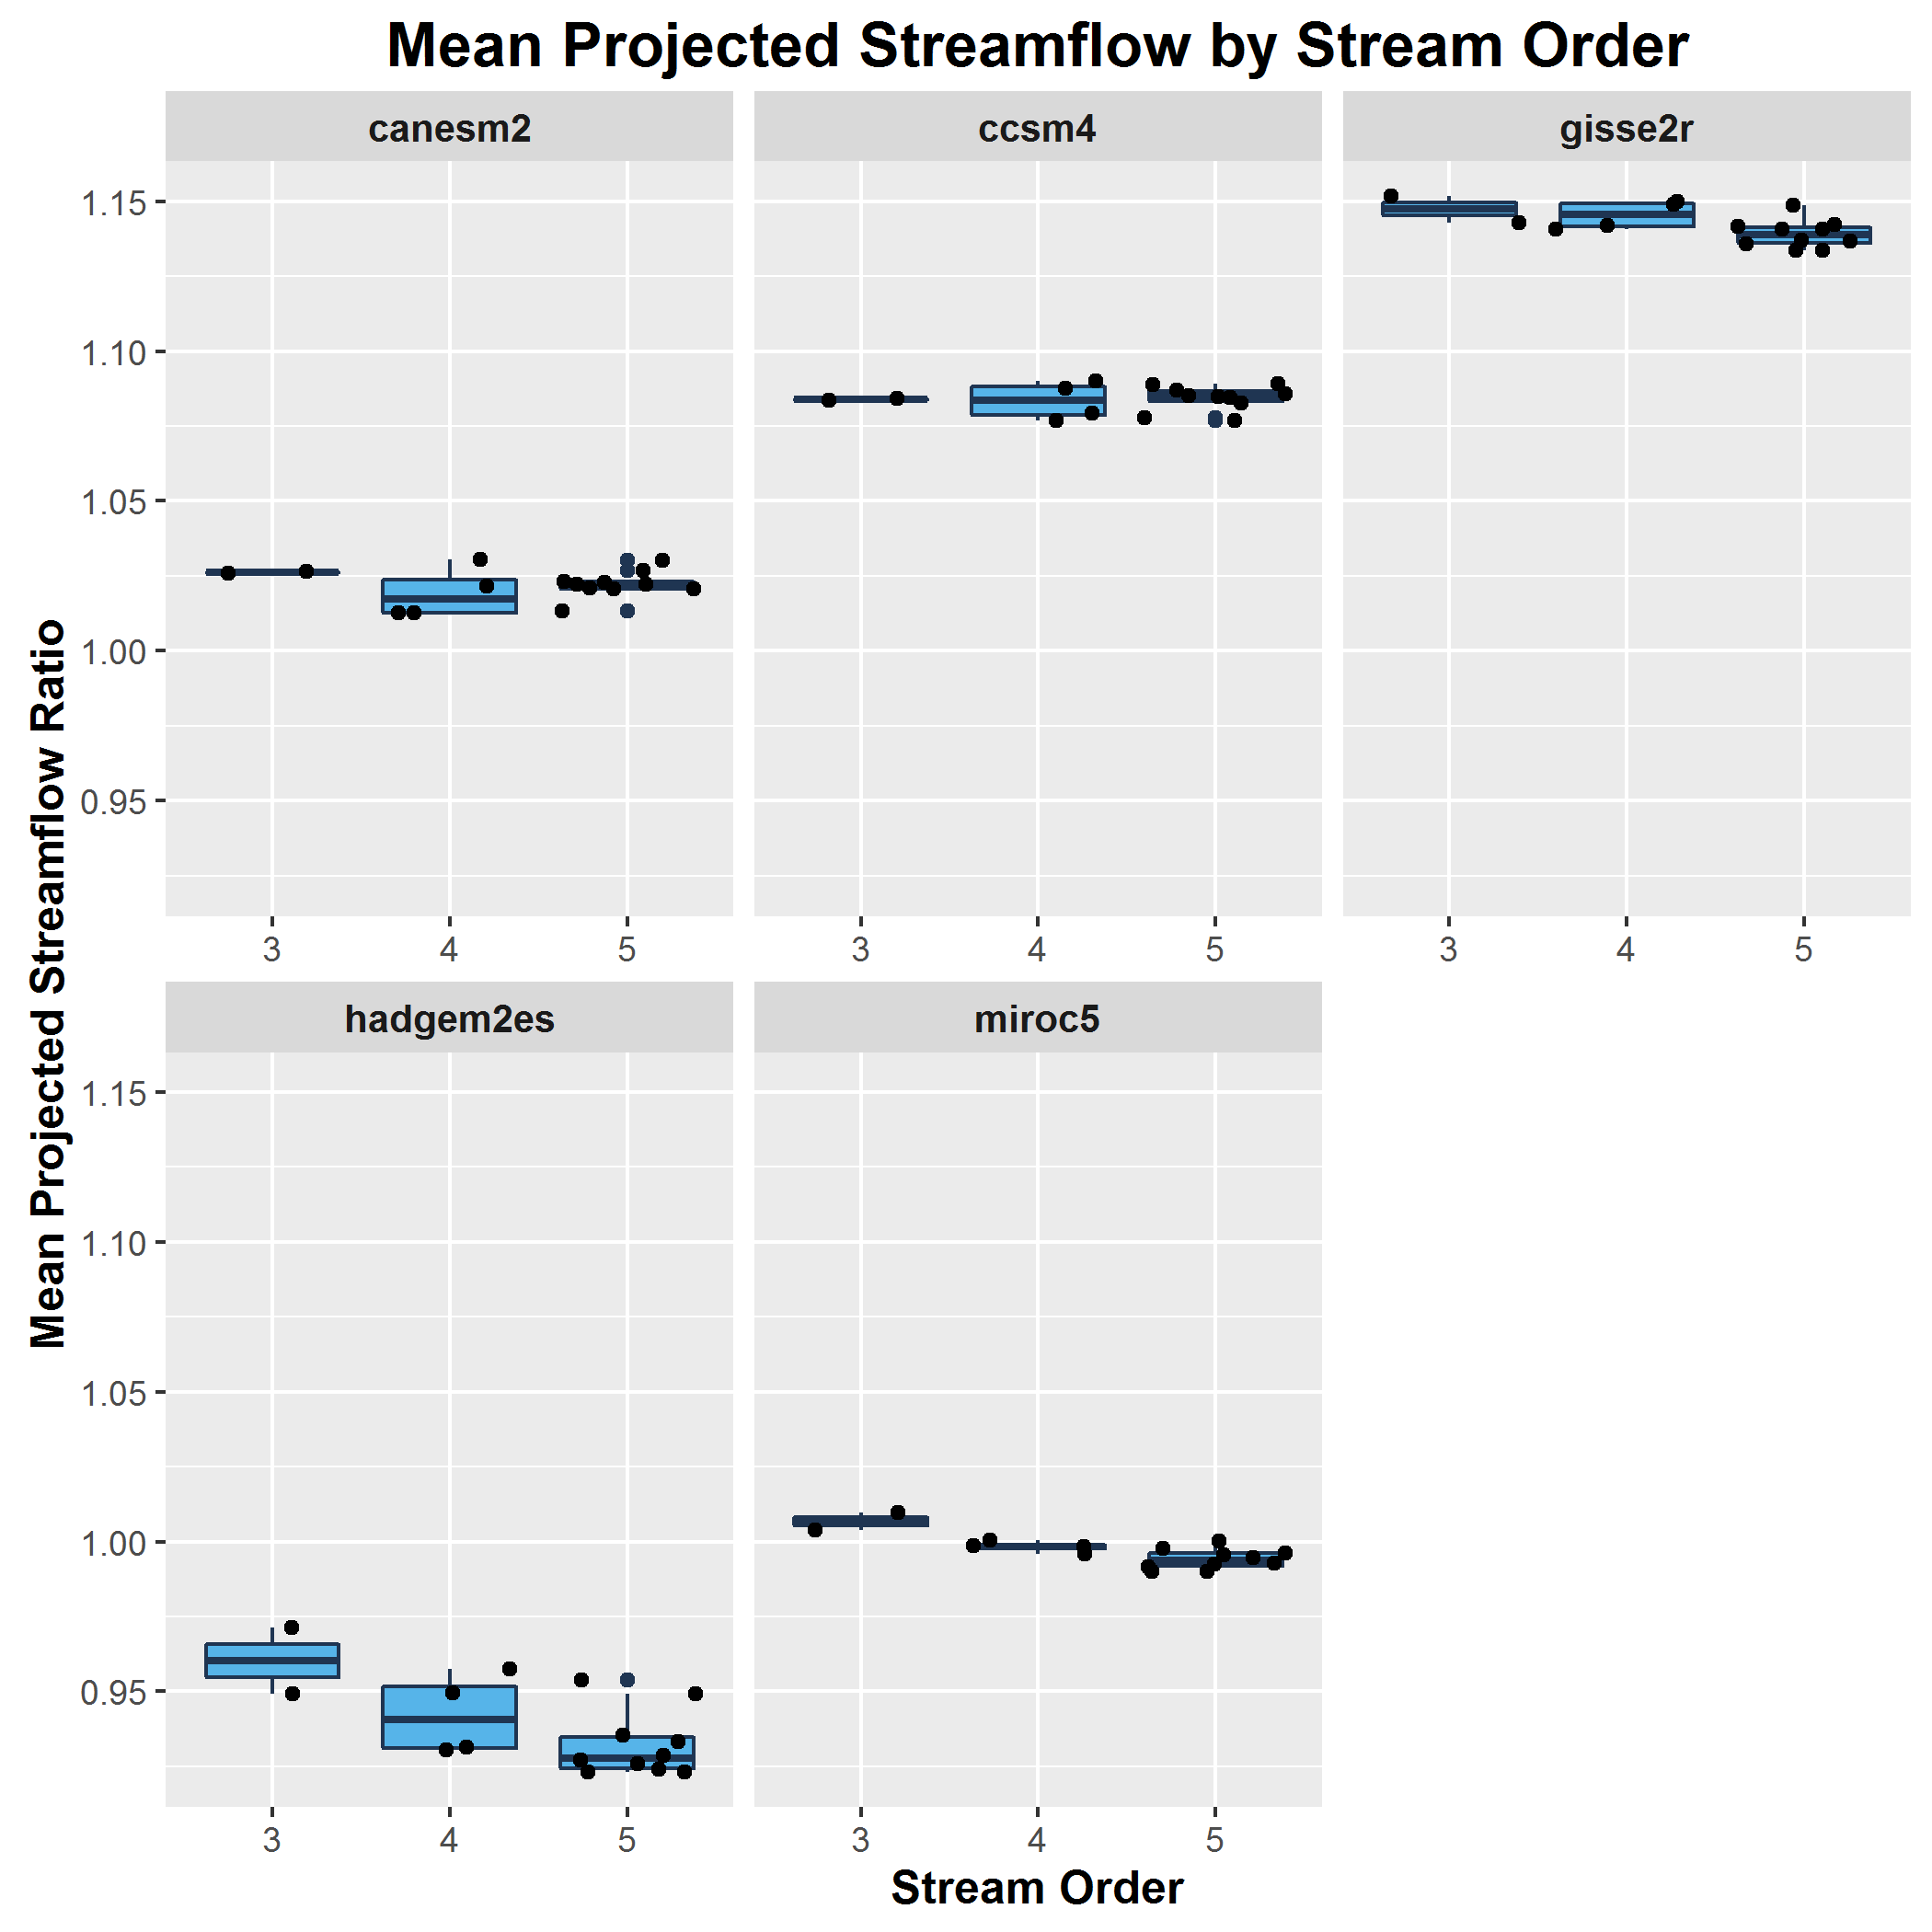 Mean Projected Streamflow by Stream Order
canesm2
ccsm4
gisse2r
Mean Projected Streamflow Ratio
1.15
1.10
1.05
1.00
0.95
3 4 5
3 4 5
3 4 5
hadgem2es
miroc5
1.15
1.10
1.05
1.00
0.95
3 4 5
3 4 5
Stream Order